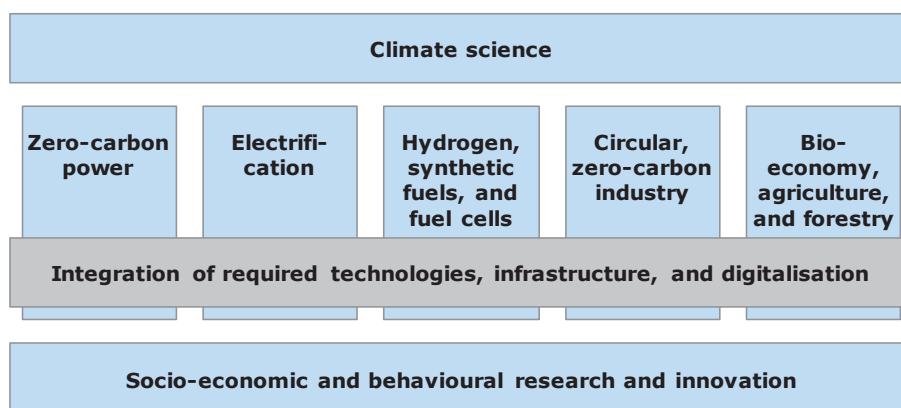 Climate science
Zero-carbon
power
Electrifi-
cation
Hydrogen,
synthetic
fuels, and
fuel cells
Circular,
zero-carbon
industry
Bio-
economy,
agriculture,
and forestry
Integration of required technologies, infrastructure, and digitalisation
Socio-economic and behavioural research and innovation